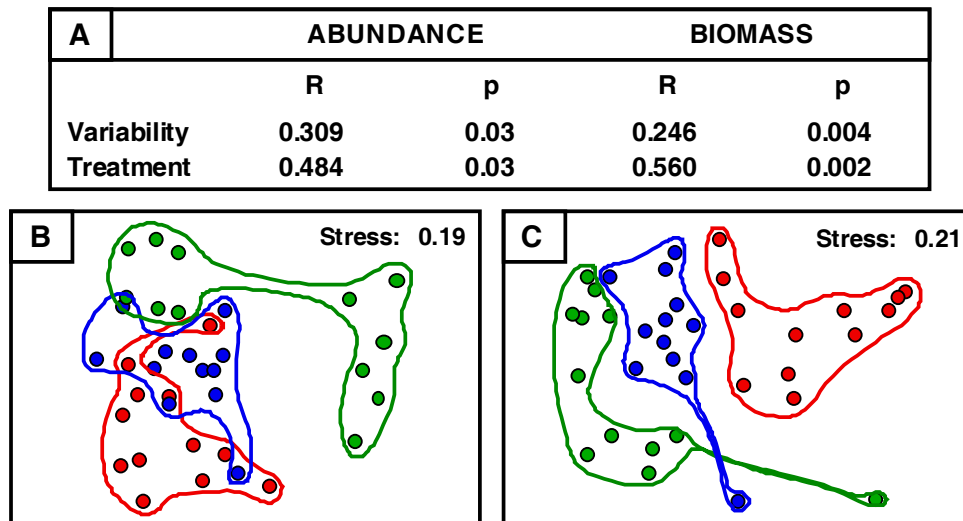 A ABUNDANCE BIOMASS
R p R p
Variability 0.309 0.03 0.246 0.004
Treatment 0.484 0.03 0.560 0.002
B Stress: 0.19
C Stress: 0.21